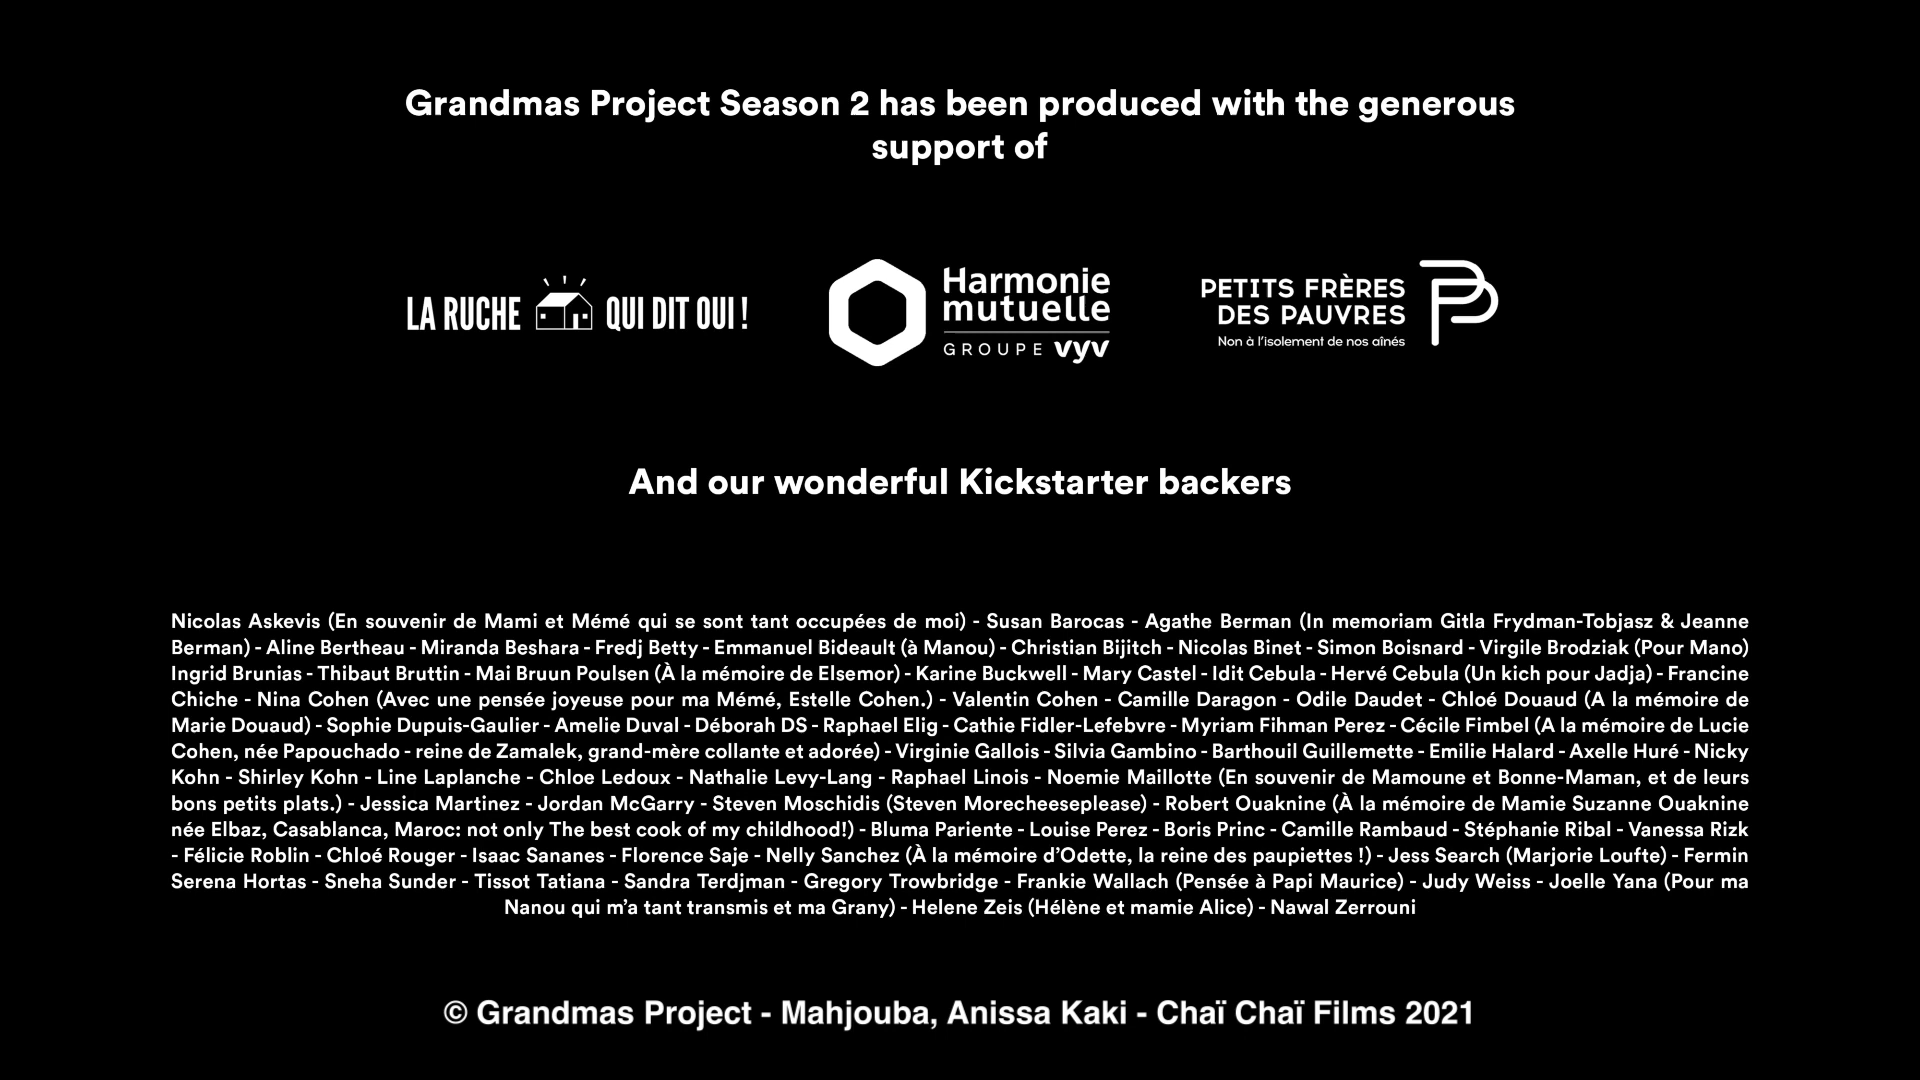 Grandmas Project Season 2 has been produced with the generous
support of
LA RUCHE QUI DIT OUI !
Harmonie
mutuelle
GROUPE vyv
PETITS FRÈRES
DES PAUVRES
Non à l'isolement de nos aînés
And our wonderful Kickstarter backers
Nicolas Askevis (En souvenir de Mami et Mémé qui se sont tant occupées de moi) - Susan Barocas - Agathe Berman (In memoriam Gitla Frydman-Tobjasz & Jeanne
Berman) - Aline Bertheau - Miranda Beshara - Fredj Betty - Emmanuel Bideault (à Manou) - Christian Bijitch - Nicolas Binet - Simon Boisnard - Virgile Brodziak (Pour Mano)
Ingrid Brunias - Thibaut Bruttin - Mai Bruun Poulsen (À la mémoire de Elsemor) - Karine Buckwell - Mary Castel - Idit Cebula - Hervé Cebula (Un kich pour Jadja) - Francine
Chiche - Nina Cohen (Avec une pensée joyeuse pour ma Mémé, Estelle Cohen.) - Valentin Cohen - Camille Daragon - Odile Daudet - Chloé Douaud (A la mémoire de
Marie Douaud) - Sophie Dupuis-Gaulier - Amelie Duval - Déborah DS - Raphael Elig - Cathie Fidler-Lefebvre - Myriam Fihman Perez - Cécile Fimbel (A la mémoire de Lucie
Cohen, née Papouchado - reine de Zamalek, grand-mère collante et adorée) - Virginie Gallois - Silvia Gambino - Barthouil Guillemette - Emilie Halard - Axelle Huré - Nicky
Kohn - Shirley Kohn - Line Laplanche - Chloe Ledoux - Nathalie Levy-Lang - Raphael Linois - Noemie Maillotte (En souvenir de Mamoune et Bonne-Maman, et de leurs
bons petits plats.) - Jessica Martinez - Jordan McGarry - Steven Moschidis (Steven Morecheeseplease) - Robert Ouaknine (À la mémoire de Mamie Suzanne Ouaknine
née Elbaz, Casablanca, Maroc: not only The best cook of my childhood!) - Bluma Pariente - Louise Perez - Boris Princ - Camille Rambaud - Stéphanie Ribal - Vanessa Rizk
- Félicie Roblin - Chloé Rouger - Isaac Sananes - Florence Saje - Nelly Sanchez (À la mémoire d'Odette, la reine des paupiettes !) - Jess Search (Marjorie Loufte) - Fermin
Serena Hortas - Sneha Sunder - Tissot Tatiana - Sandra Terdjman - Gregory Trowbridge - Frankie Wallach (Pensée à Papi Maurice) - Judy Weiss - Joelle Yana (Pour ma
Nanou qui m'a tant transmis et ma Grany) - Helene Zeis (Hélène et mamie Alice) - Nawal Zerrouni
© Grandmas Project - Mahjouba, Anissa Kaki - Chaï Chaï Films 2021